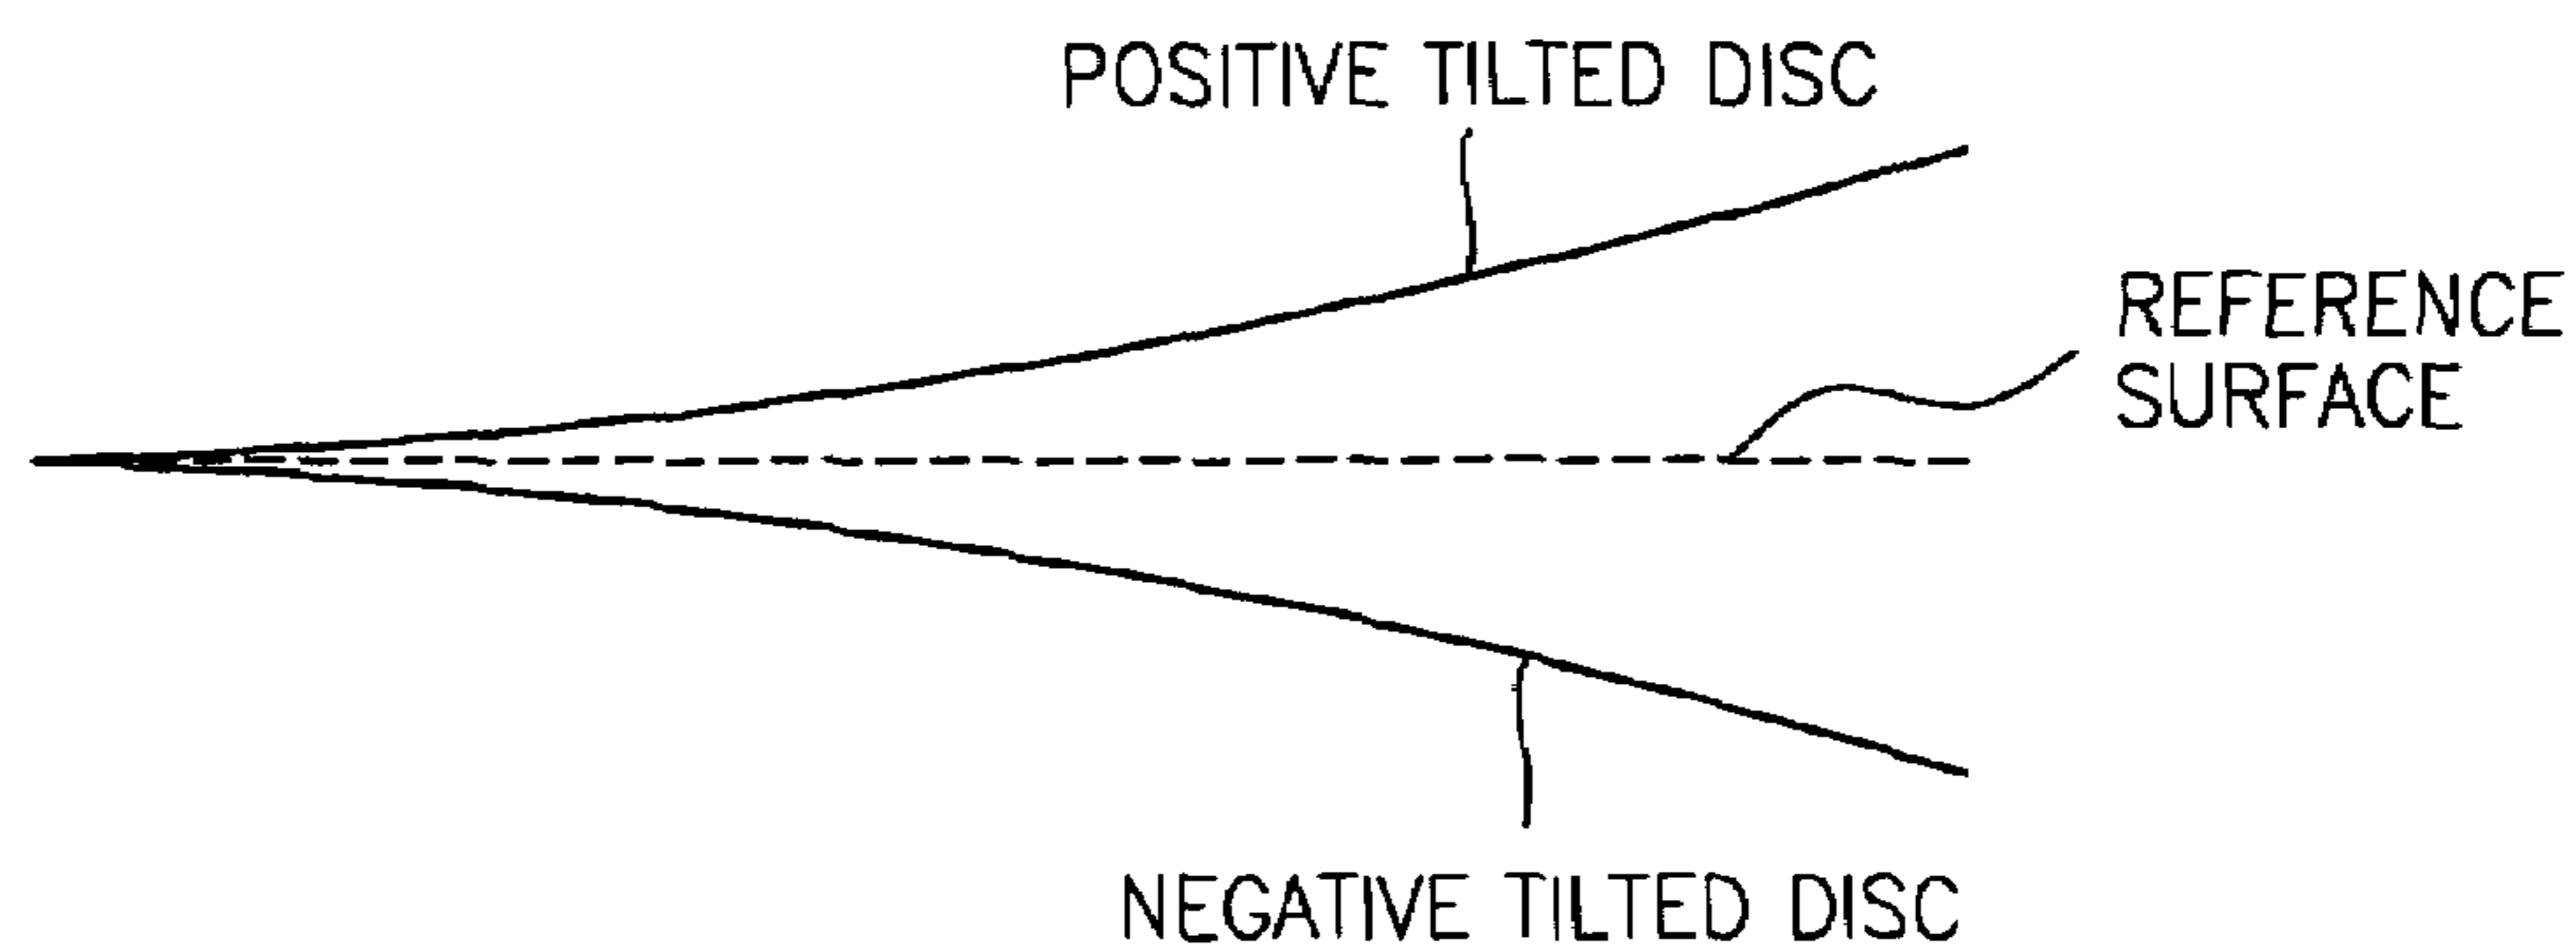 POSITIVE TILTED DISC
REFERENCE
SURFACE
NEGATIVE TILTED DISC